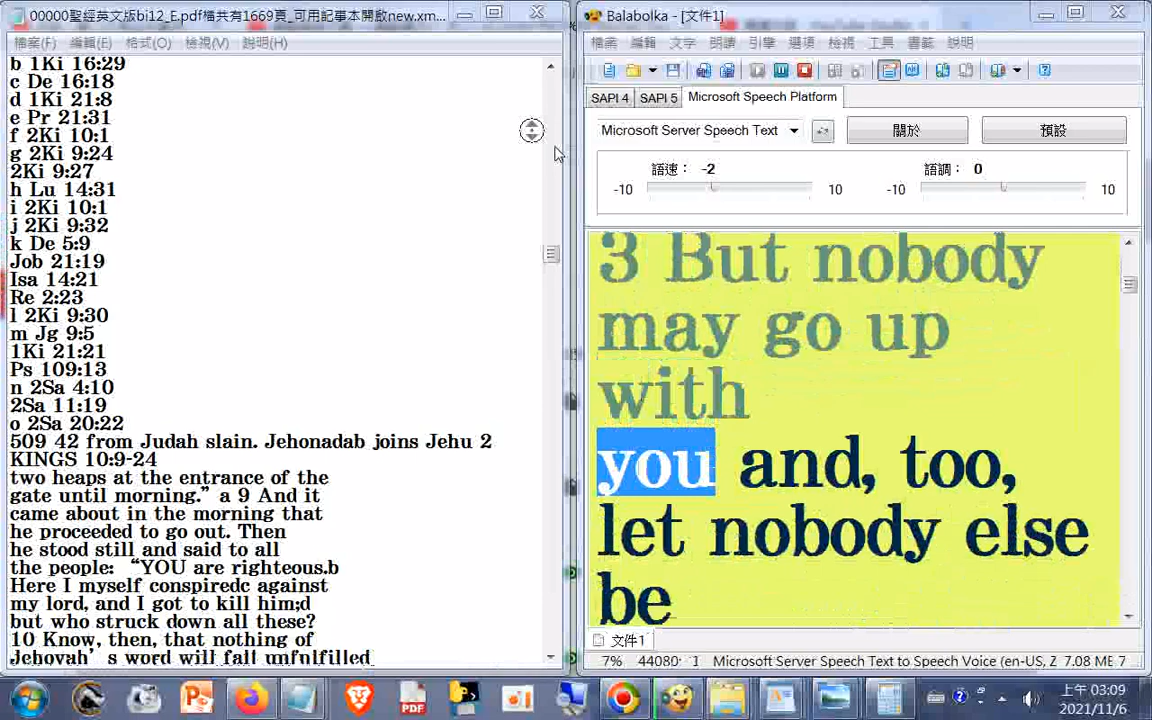 00000聖經英文版bi12_E.pdf檔共有1669頁_可用記事本開啟new.xm...
檔案(F) 編輯(E) 格式(O) 檢視(V) 說明(H)
b 1Ki 16:29
c De 16:18
d 1Ki 21:8
e Pr 21:31
f 2Ki 10:1
g 2Ki 9:24
2Ki 9:27
h Lu 14:31
i 2Ki 10:1
j 2Ki 9:32
k De 5:9
Job 21:19
Isa 14:21
Re 2:23
l 2Ki 9:30
m Jg 9:5
1Ki 21:21
Ps 109:13
n 2Sa 4:10
2Sa 11:19
o 2Sa 20:22
509 42 from Judah slain. Jehonadab joins Jehu 2
KINGS 10:9-24
two heaps at the entrance of the
gate until morning.” a 9 And it
came about in the morning that
he proceeded to go out. Then
he stood still and said to all
the people: “YOU are righteous.b
Here I myself conspiredc against
my lord, and I got to kill him;d
but who struck down all these?
10 Know, then, that nothing of
Jehovah’s word will fall unfulfilled
Balabolka - [文件1]
檔案 編輯 文字 朗讀 引擎 選項 檢視 工具 書籤 說明
SAPI 4 SAPI 5 Microsoft Speech Platform
Microsoft Server Speech Text 關於 預設
語速： -2 語調： 0
-10 10 -10 10
3 But nobody
may go up
with
you and, too,
let nobody else
be
文件1
7% 44080: 1 Microsoft Server Speech Text to Speech Voice (en-US, Z 7.08 ME 7
PDF
上午 03:09
2021/11/6